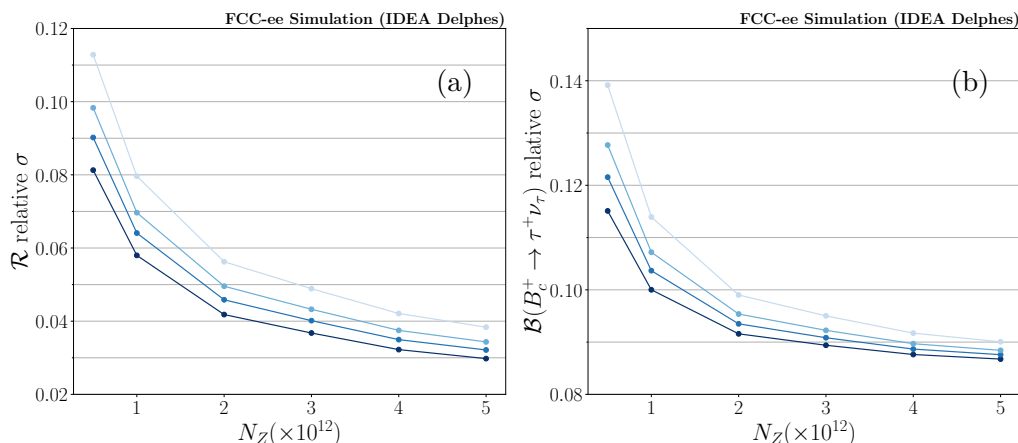 FCC-ee Simulation (IDEA Delphes)
(a)
0.12
0.10
0.08
0.06
0.04
0.02
ℛ relative σ
1 2 3 4 5
N_Z(×10^12)
FCC-ee Simulation (IDEA Delphes)
(b)
0.14
0.12
0.10
0.08
ℬ(B_c^+ → τ^+ν_τ) relative σ
1 2 3 4 5
N_Z(×10^12)